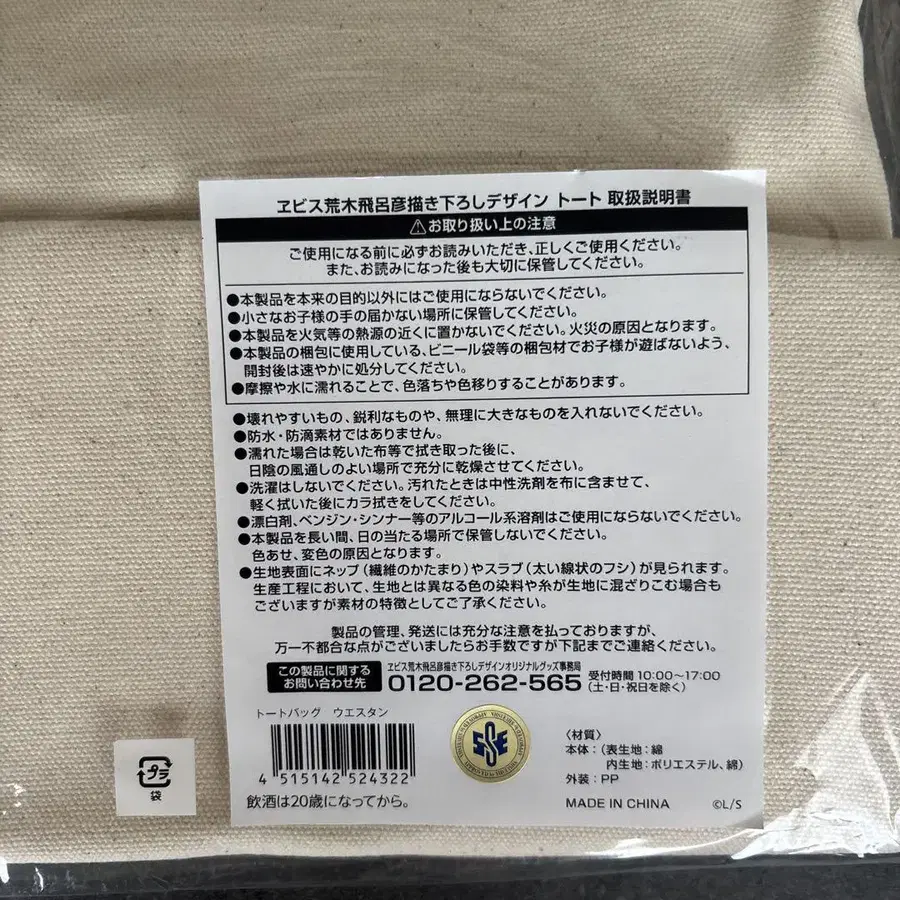 ヱビス荒木飛呂彦描き下ろしデザイン トート 取扱説明書
⚠お取り扱い上の注意
ご使用になる前に必ずお読みいただき、正しくご使用ください。
また、お読みになった後も大切に保管してください。
●本製品を本来の目的以外にはご使用にならないでください。
●小さなお子様の手の届かない場所に保管してください。
●本製品を火気等の熱源の近くに置かないでください。火災の原因となります。
●本製品の梱包に使用している、ビニール袋等の梱包材でお子様が遊ばないよう、
開封後は速やかに処分してください。
●摩擦や水に濡れることで、色落ちや色移りすることがあります。
●壊れやすいもの、鋭利なものや、無理に大きなものを入れないでください。
●防水・防滴素材ではありません。
●濡れた場合は乾いた布等で拭き取った後に、
日陰の風通しのよい場所で充分に乾燥させてください。
●洗濯はしないでください。汚れたときは中性洗剤を布に含ませて、
軽く拭いた後にカラ拭きをしてください。
●漂白剤、ベンジン・シンナー等のアルコール系溶剤はご使用にならないでください。
●本製品を長い間、日の当たる場所で保管しないでください。
色あせ、変色の原因となります。
●生地表面にネップ（繊維のかたまり）やスラブ（太い線状のフシ）が見られます。
生産工程において、生地とは異なる色の染料や糸が生地に混ざりこむ場合も
ございますが素材の特徴としてご了承ください。
製品の管理、発送には充分な注意を払っておりますが、
万一不都合な点がございましたらお手数ですが下記までご連絡ください。
この製品に関する
お問い合わせ先
ヱビス荒木飛呂彦描き下ろしデザインオリジナルグッズ事務局
0120-262-565
受付時間 10:00〜17:00
（土・日・祝日を除く）
トートバッグ ウエスタン
4 515142 524322
飲酒は20歳になってから。
〈材質〉
本体：（表生地：綿
内生地：ポリエステル、綿）
外装：PP
MADE IN CHINA
©L/S
プラ
袋